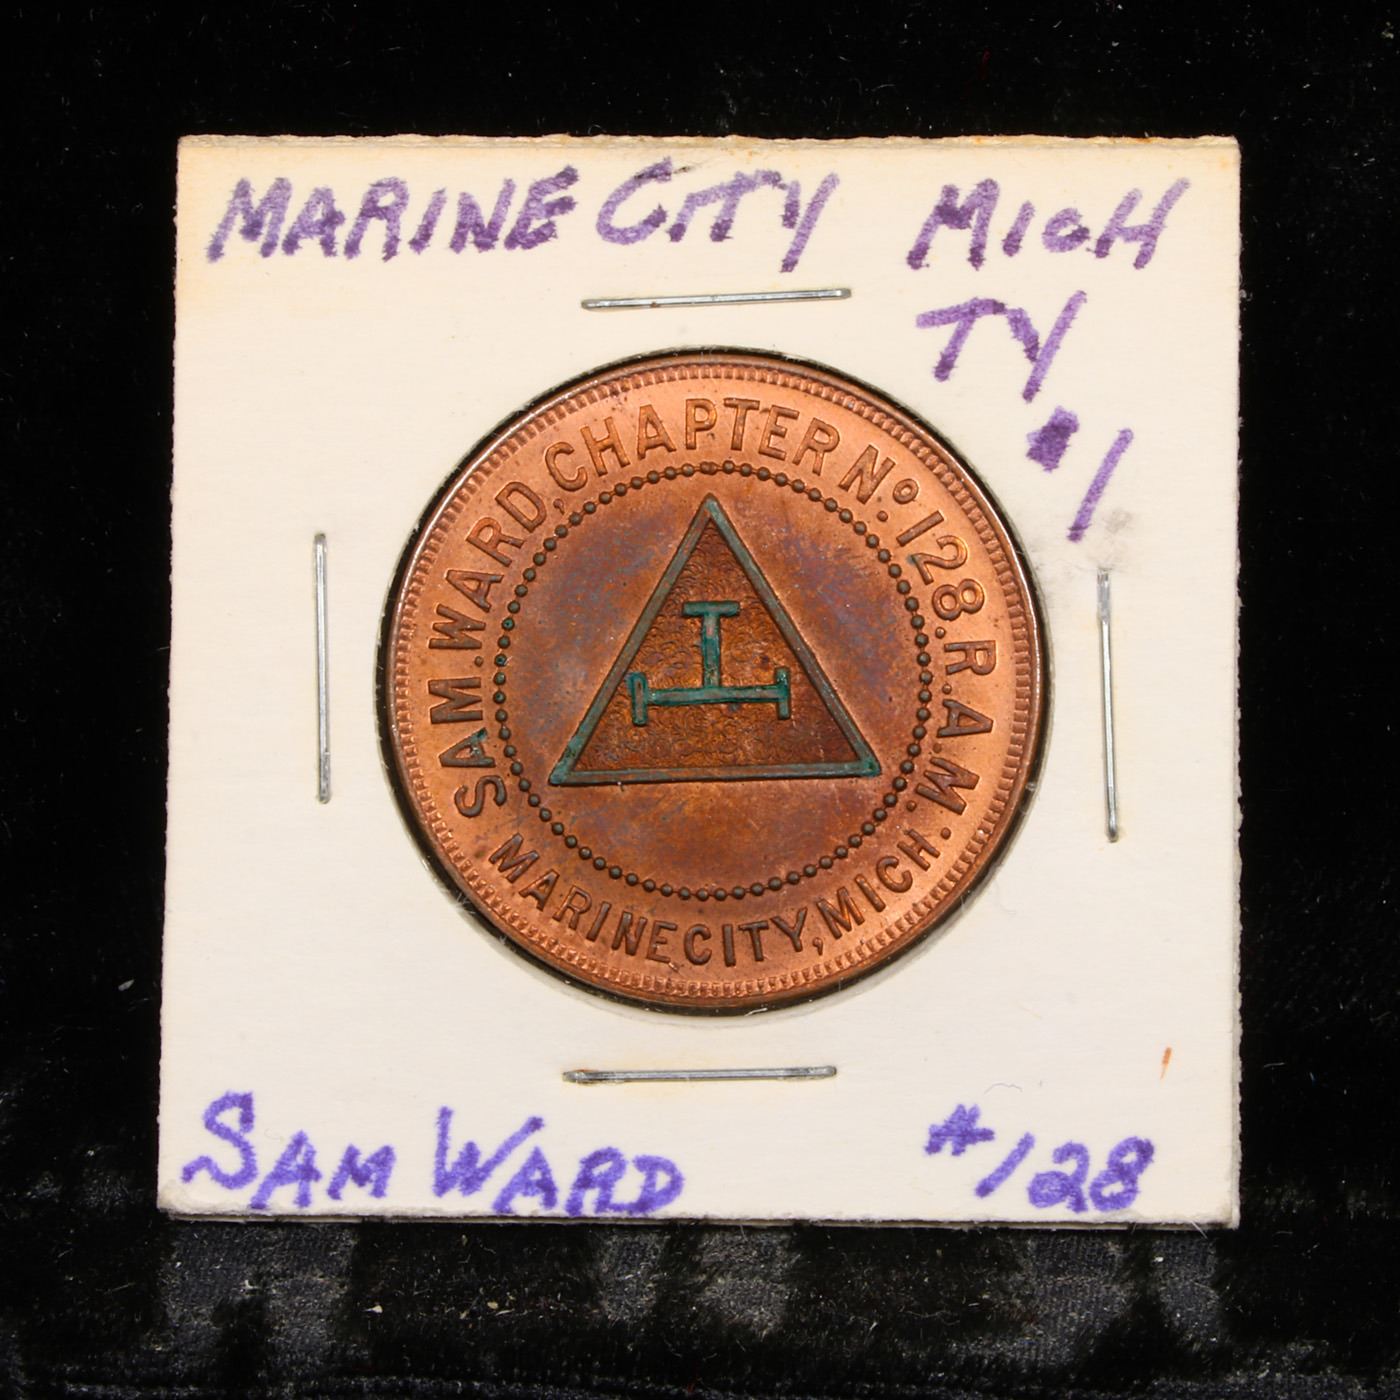 MARINE CITY MICH
TY
#1
SAM. WARD, CHAPTER No. 128. R. A. M.
MARINE CITY, MICH.
SAM WARD #128